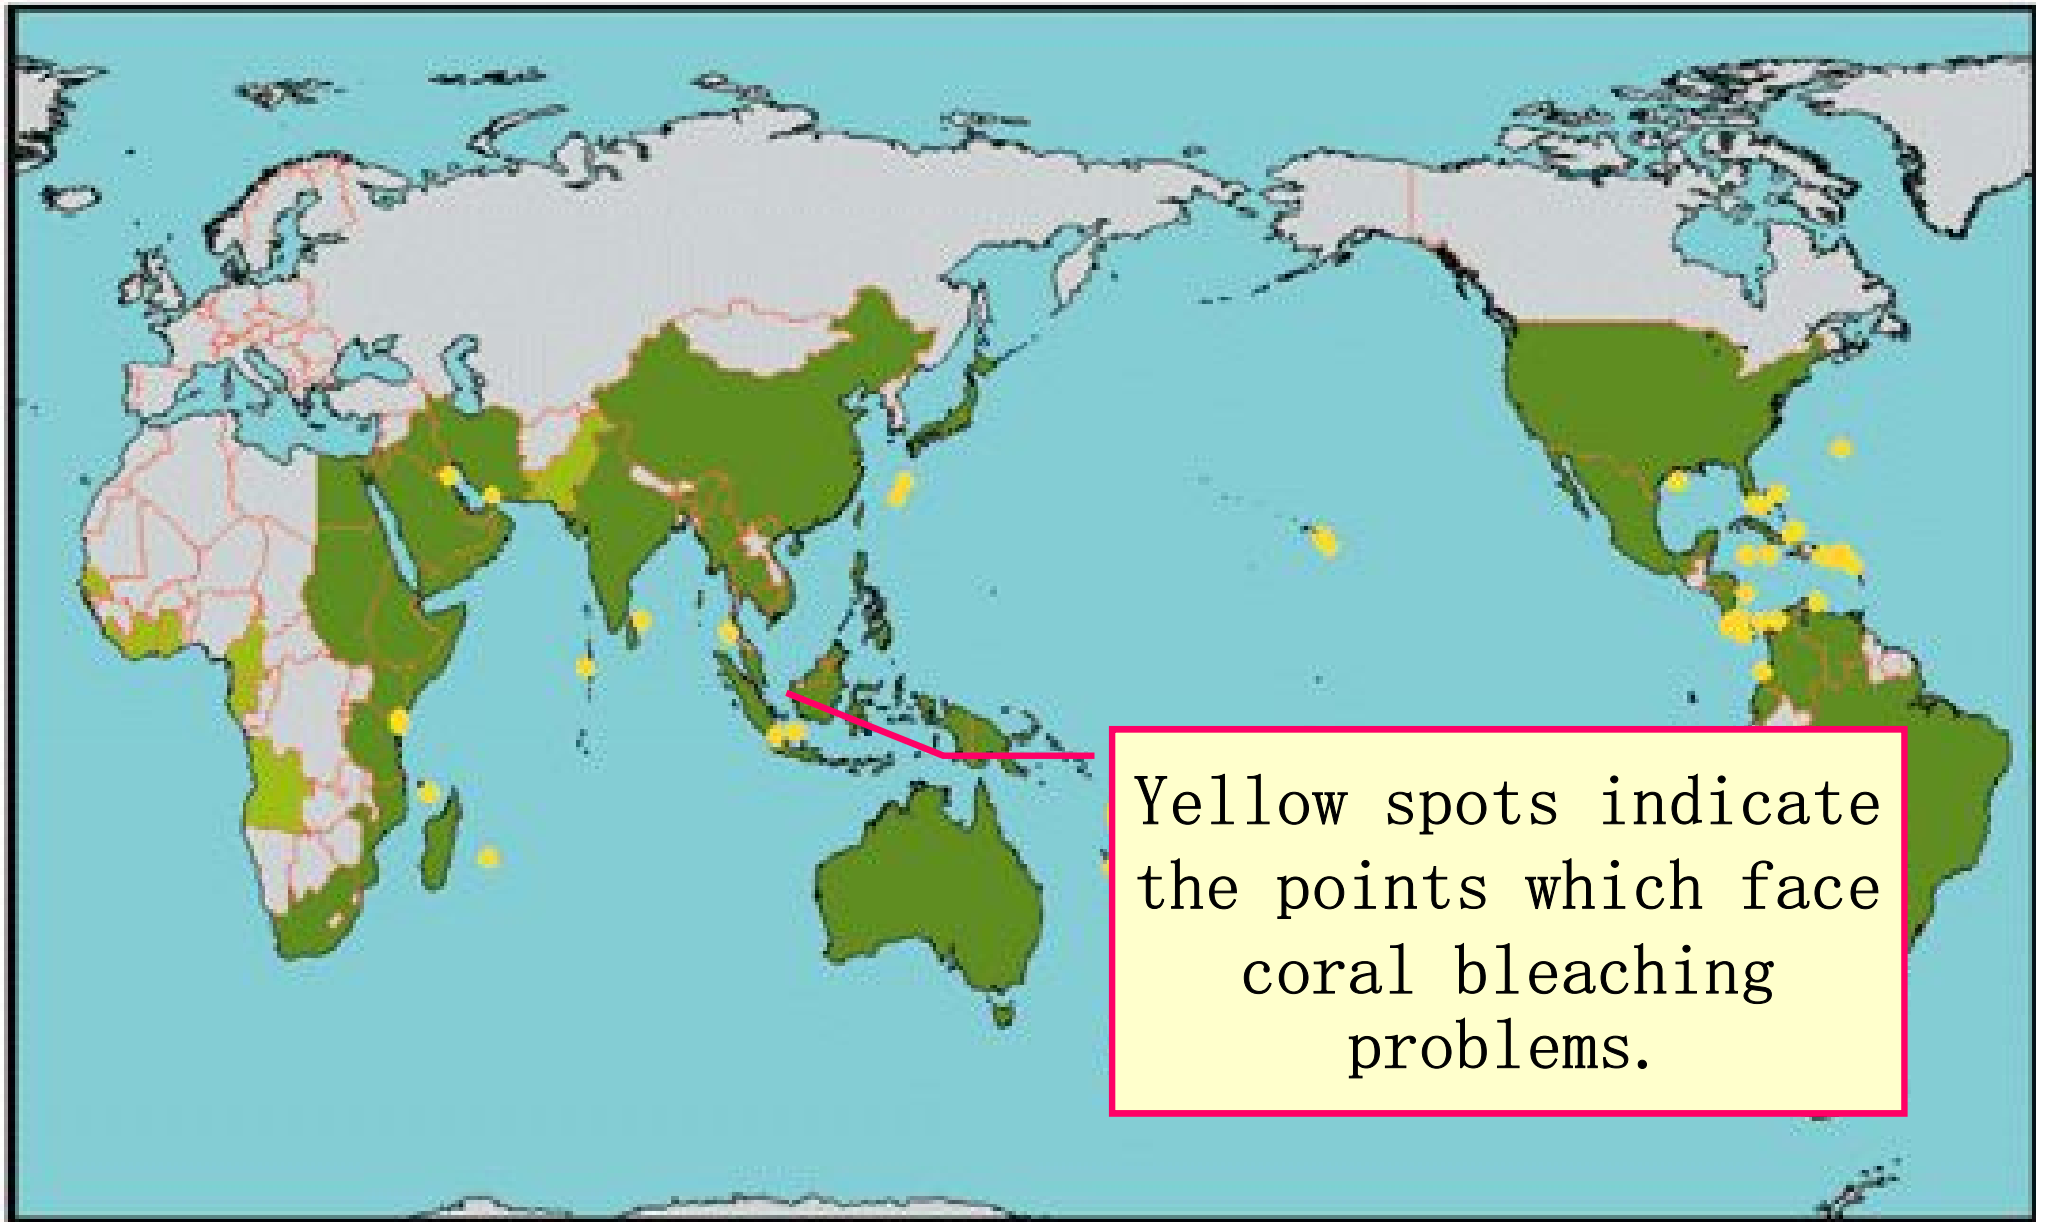 Yellow spots indicate
the points which face
coral bleaching
problems.